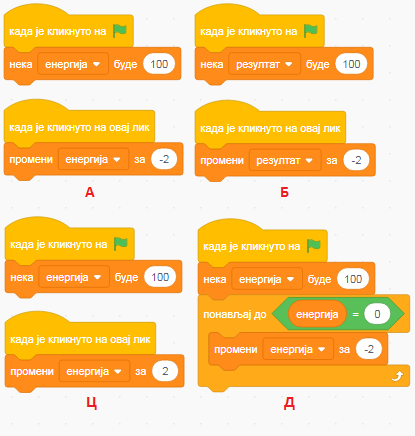 када је кликнуто на
нека енергија буде 100
када је кликнуто на овај лик
промени енергија за -2
А
када је кликнуто на
нека резултат буде 100
када је кликнуто на овај лик
промени резултат за -2
Б
када је кликнуто на
нека енергија буде 100
када је кликнуто на овај лик
промени енергија за 2
Ц
када је кликнуто на
нека енергија буде 100
понављај до енергија = 0
промени енергија за -2
Д